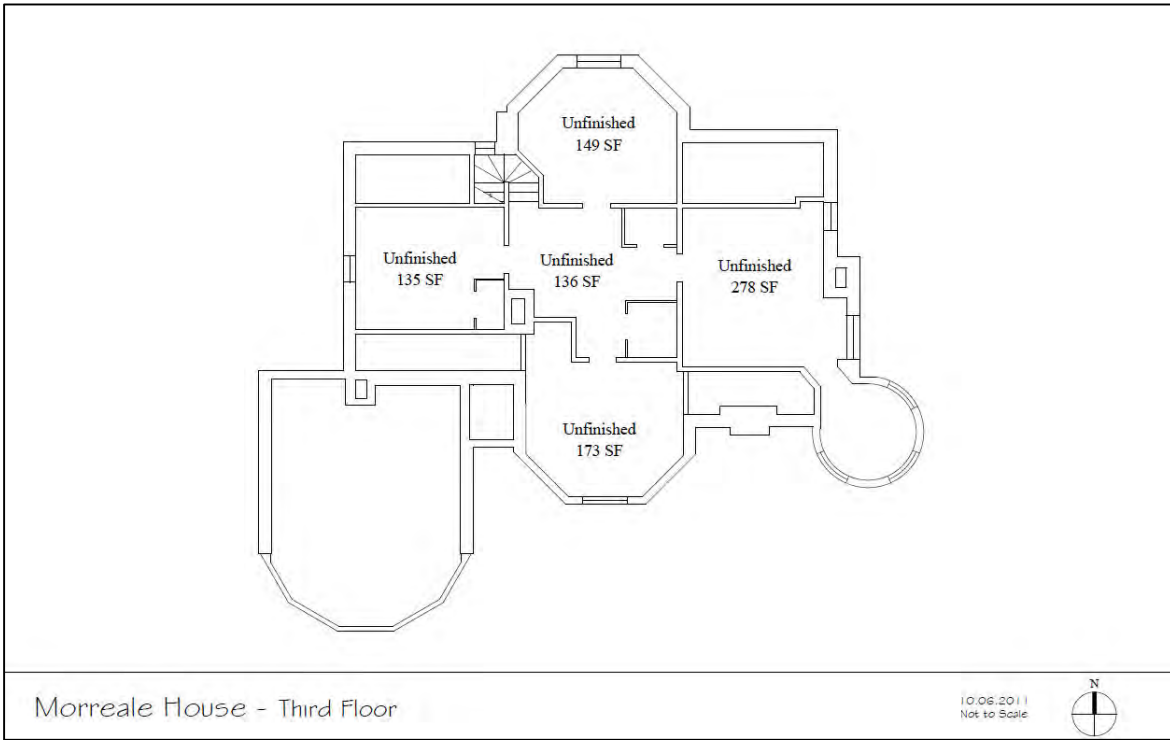 Unfinished
149 SF
Unfinished
135 SF
Unfinished
136 SF
Unfinished
278 SF
Unfinished
173 SF
Morreale House - Third Floor
10.06.2011
Not to Scale
N